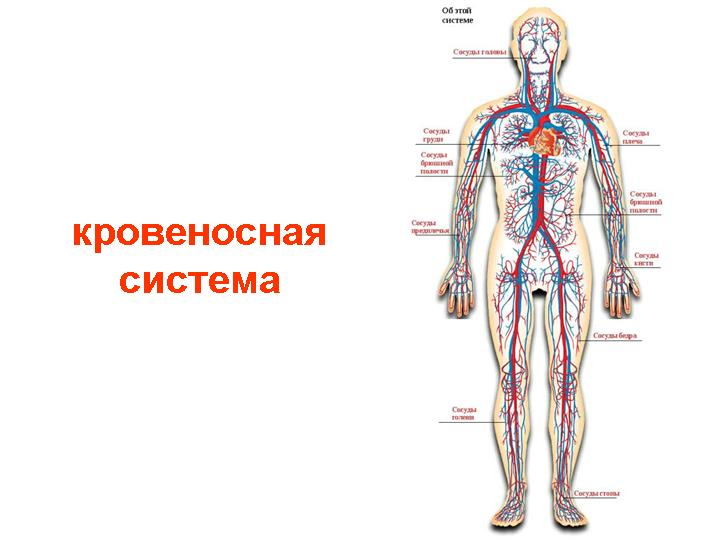 кровеносная
система
Об этой
системе
Сосуды головы
Сосуды
груди
Сосуды
плеча
Сосуды
брюшной
полости
Сосуды
брюшной
полости
Сосуды
предплечья
Сосуды
кисти
Сосуды бедра
Сосуды
голени
Сосуды стопы